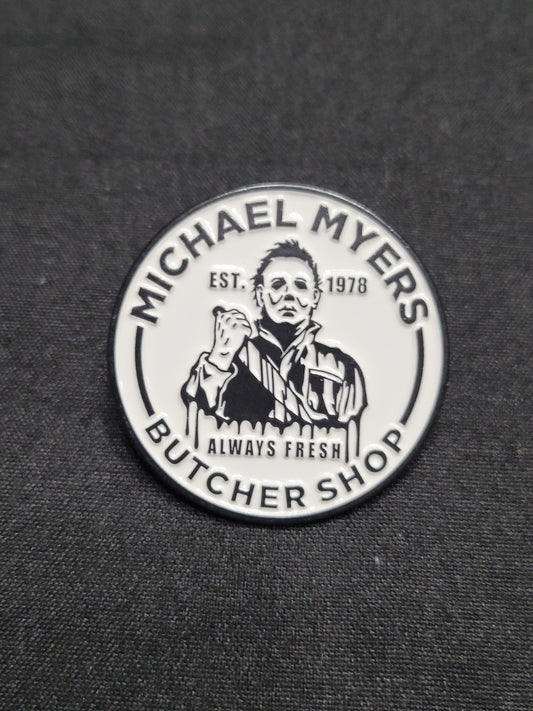 MICHAEL MYERS
EST. 1978
ALWAYS FRESH
BUTCHER SHOP